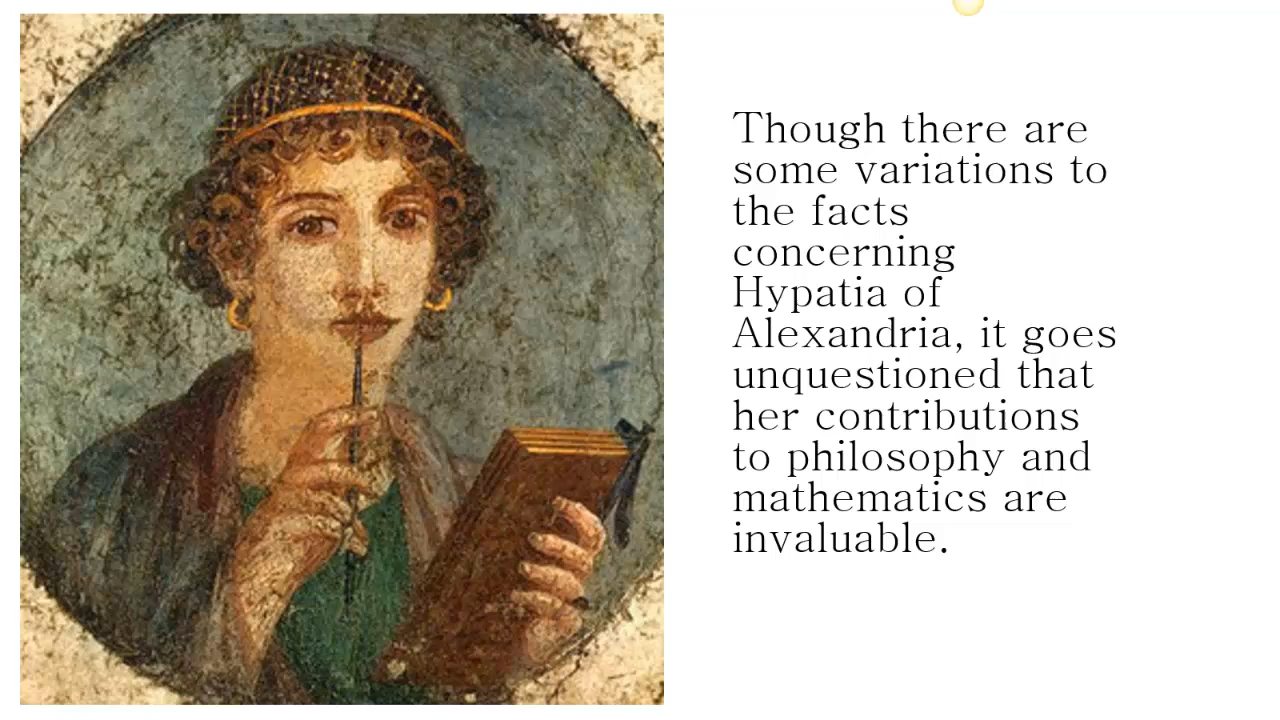 Though there are
some variations to
the facts
concerning
Hypatia of
Alexandria, it goes
unquestioned that
her contributions
to philosophy and
mathematics are
invaluable.